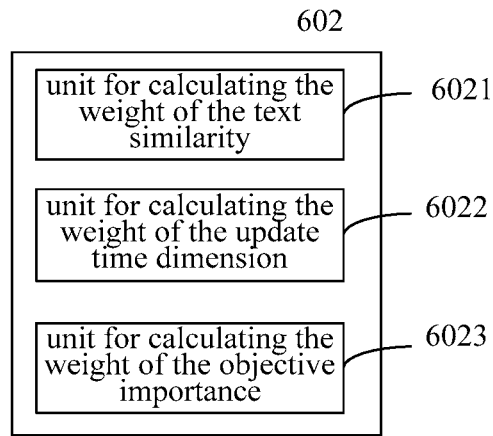 602
unit for calculating the
weight of the text
similarity
6021
unit for calculating the
weight of the update
time dimension
6022
unit for calculating the
weight of the objective
importance
6023